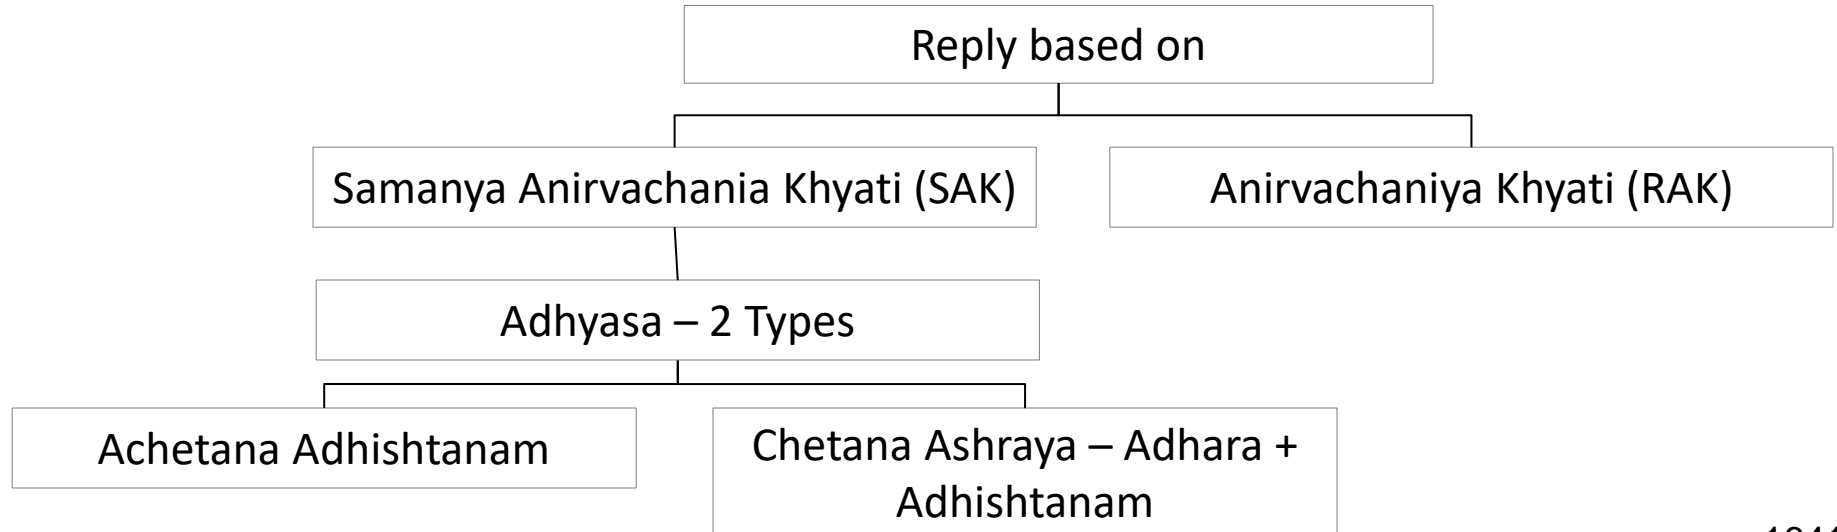 Reply based on
Samanya Anirvachania Khyati (SAK)
Anirvachaniya Khyati (RAK)
Adhyasa – 2 Types
Achetana Adhishtanam
Chetana Ashraya – Adhara +
Adhishtanam